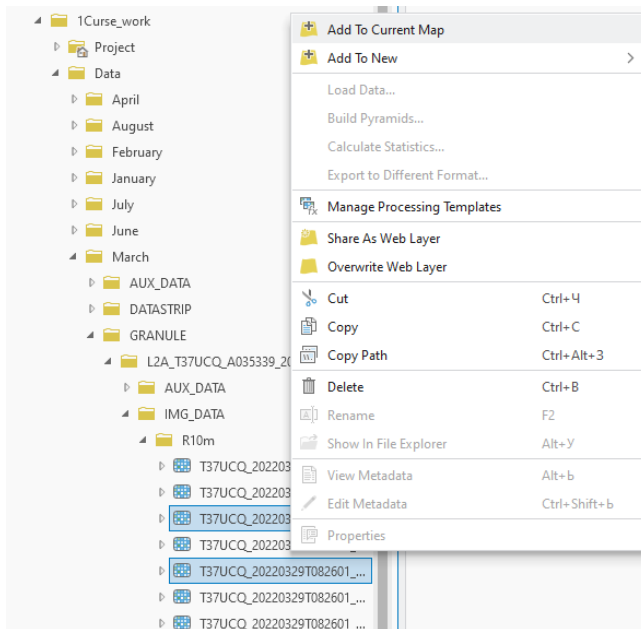 1Curse_work
Project
Data
April
August
February
January
July
June
March
AUX_DATA
DATASTRIP
GRANULE
L2A_T37UCQ_A035339_20
AUX_DATA
IMG_DATA
R10m
T37UCQ_202203
T37UCQ_202203
T37UCQ_202203
T37UCQ_20220329T082601_...
T37UCQ_20220329T082601_...
T37UCQ_20220329T082601_...
T37UCQ_20220329T082601_...
Add To Current Map
Add To New
Load Data...
Build Pyramids...
Calculate Statistics...
Export to Different Format...
Manage Processing Templates
Share As Web Layer
Overwrite Web Layer
Cut Ctrl+Ч
Copy Ctrl+C
Copy Path Ctrl+Alt+З
Delete Ctrl+В
Rename F2
Show In File Explorer Alt+У
View Metadata Alt+Ь
Edit Metadata Ctrl+Shift+Ь
Properties